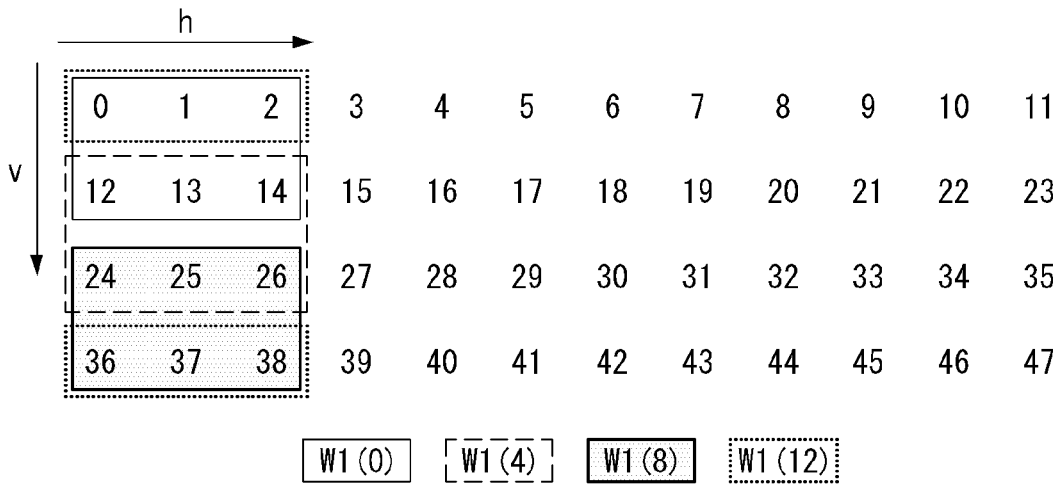 h
v
0 1 2 3 4 5 6 7 8 9 10 11
12 13 14 15 16 17 18 19 20 21 22 23
24 25 26 27 28 29 30 31 32 33 34 35
36 37 38 39 40 41 42 43 44 45 46 47
W1(0) W1(4) W1(8) W1(12)